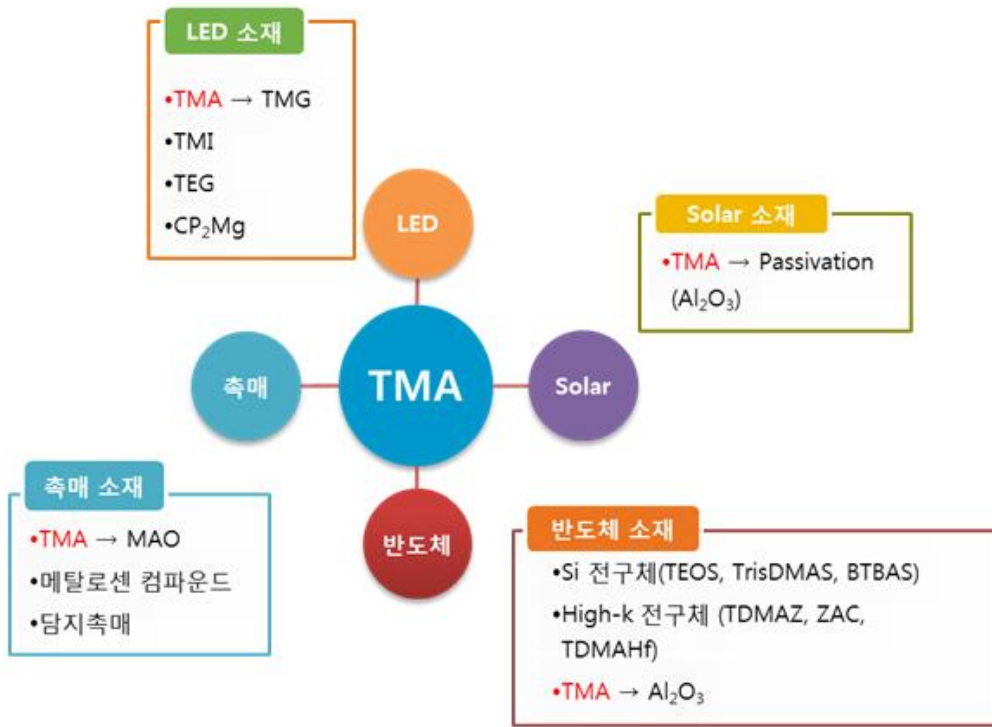 LED 소재
•TMA → TMG
•TMI
•TEG
•CP₂Mg
LED
Solar 소재
•TMA → Passivation
(Al₂O₃)
촉매
TMA
Solar
반도체
촉매 소재
•TMA → MAO
•메탈로센 컴파운드
•담지촉매
반도체 소재
•Si 전구체(TEOS, TrisDMAS, BTBAS)
•High-k 전구체 (TDMAZ, ZAC,
TDMAHf)
•TMA → Al₂O₃